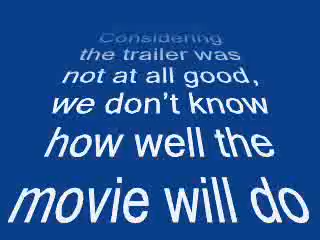 Considering
the trailer was
not at all good,
we don't know
how well the
movie will do